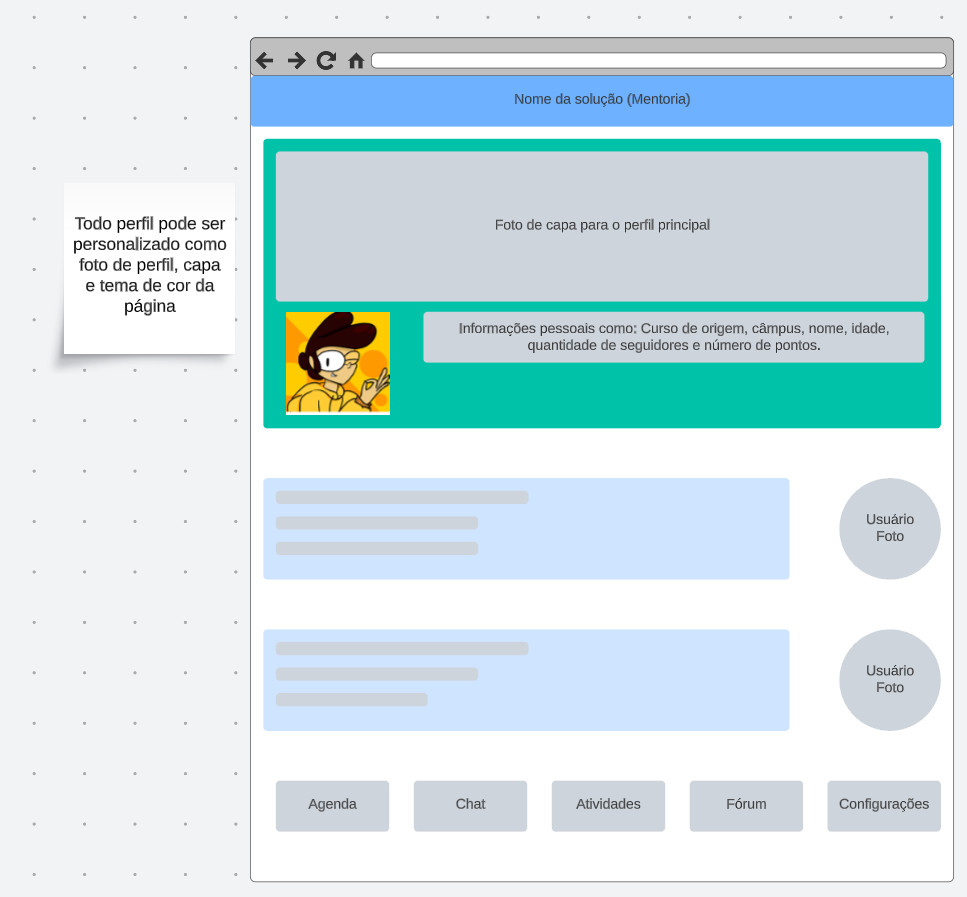 Nome da solução (Mentoria)
Todo perfil pode ser
personalizado como
foto de perfil, capa
e tema de cor da
página
Foto de capa para o perfil principal
Informações pessoais como: Curso de origem, câmpus, nome, idade,
quantidade de seguidores e número de pontos.
Usuário
Foto
Usuário
Foto
Agenda
Chat
Atividades
Fórum
Configurações